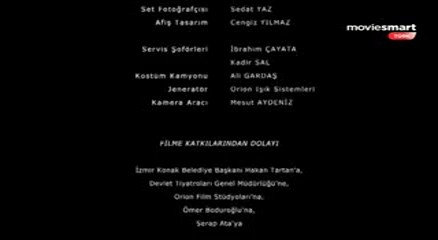 moviesmart
TÜRK
Set Fotoğrafçısı Sedat YAZ
Afiş Tasarım Cengiz YILMAZ
Servis Şoförleri İbrahim ÇAYATA
Kadir SAL
Kostüm Kamyonu Ali GARDAŞ
Jeneratör Orion Işık Sistemleri
Kamera Aracı Mesut AYDENİZ
FİLME KATKILARINDAN DOLAYI
İzmir Konak Belediye Başkanı Hakan Tartan'a,
Devlet Tiyatroları Genel Müdürlüğü'ne,
Orion Film Stüdyoları'na,
Ömer Boduroğlu'na,
Serap Ata'ya